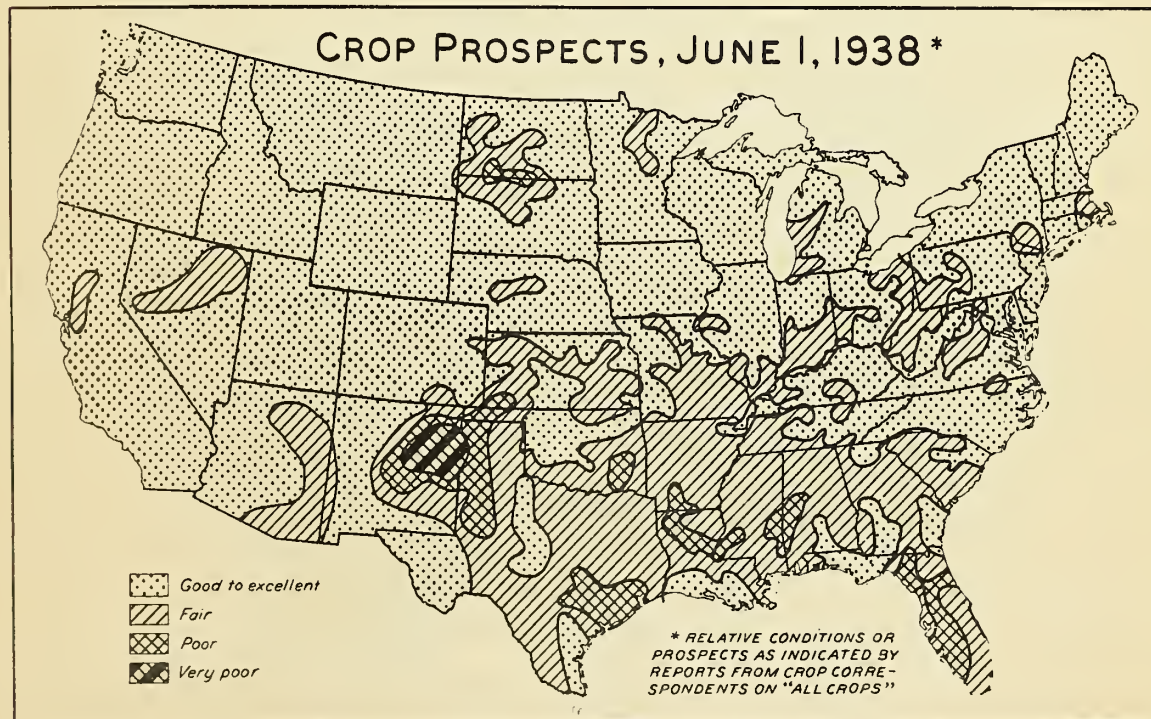 CROP PROSPECTS, JUNE 1, 1938*
Good to excellent
Fair
Poor
Very poor
* RELATIVE CONDITIONS OR
PROSPECTS AS INDICATED BY
REPORTS FROM CROP CORRE-
SPONDENTS ON "ALL CROPS"